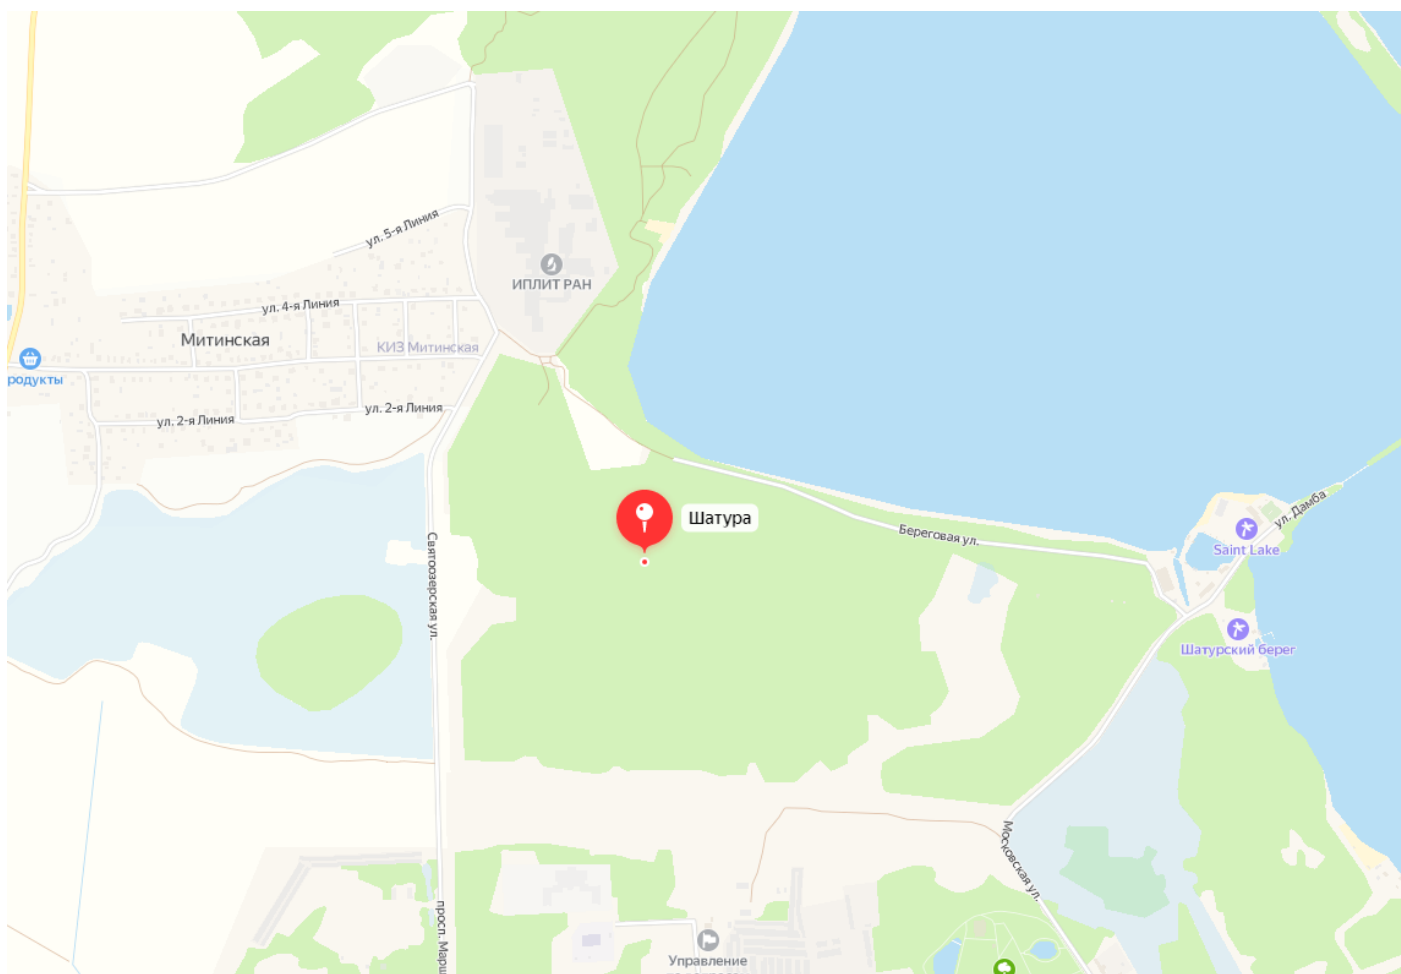 ул. 5-я Линия
ИПЛИТ РАН
ул. 4-я Линия
Митинская
КИЗ Митинская
родукты
ул. 2-я Линия
ул. 2-я Линия
Шатура
Святоозерская ул.
Береговая ул.
ул. Дамба
Saint Lake
Шатурский берег
Московская ул.
просп. Марш
Управление